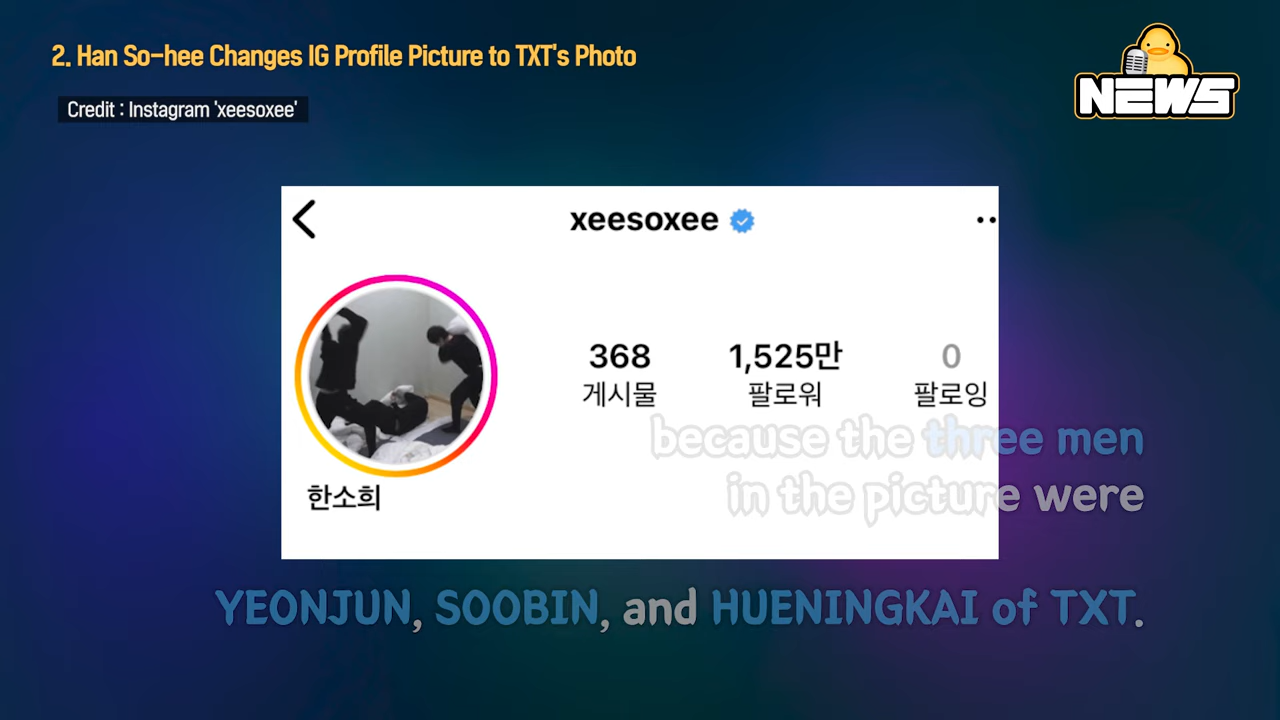 2. Han So-hee Changes IG Profile Picture to TXT's Photo
Credit : Instagram 'xeesoxee'
NEWS
xeesoxee
368
1,525만
0
게시물
팔로워
팔로잉
because the three men
in the picture were
한소희
YEONJUN, SOOBIN, and HUENINGKAI of TXT.